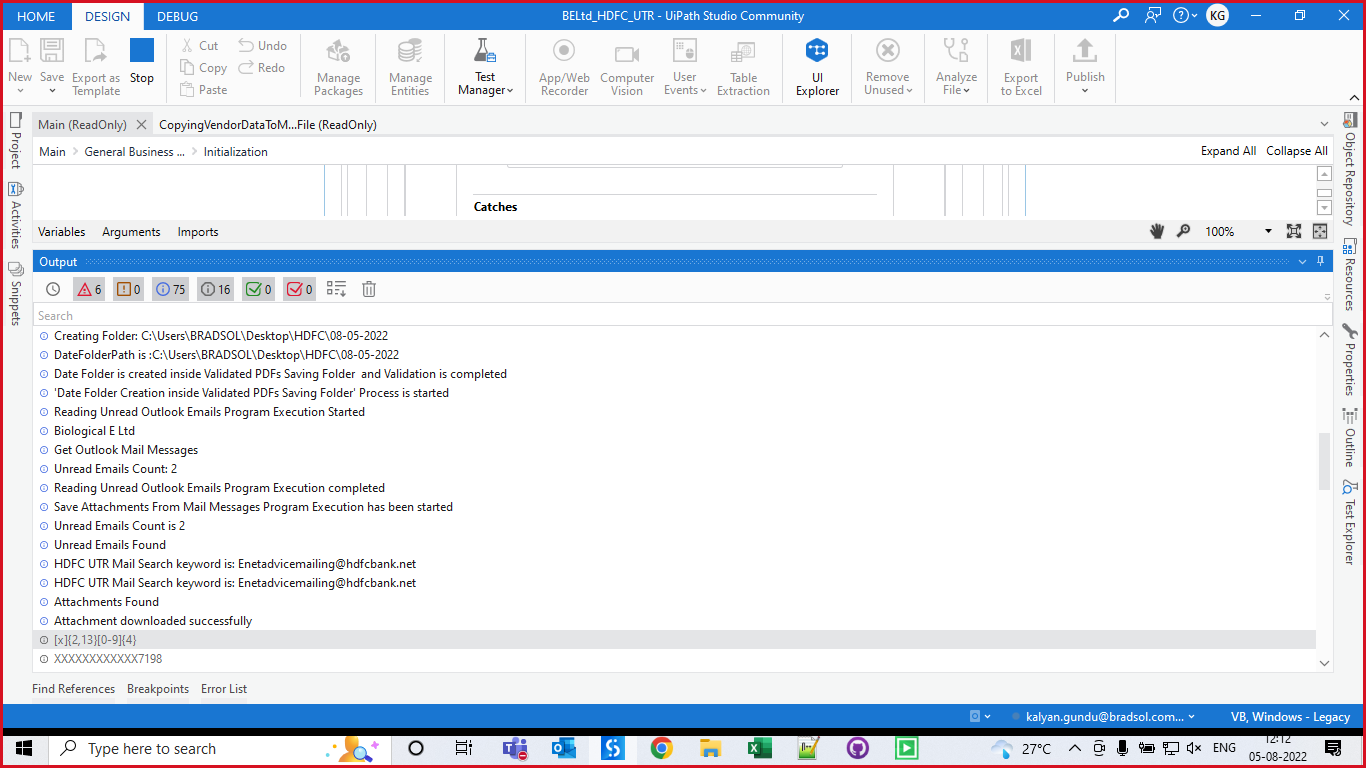 HOME DESIGN DEBUG BELtd_HDFC_UTR - UiPath Studio Community KG
New Save Export as Template Stop Cut Copy Paste Undo Redo Manage Packages Manage Entities Test Manager App/Web Recorder Computer Vision User Events Table Extraction UI Explorer Remove Unused Analyze File Export to Excel Publish
Main (ReadOnly) CopyingVendorDataToM...File (ReadOnly)
Main General Business ... Initialization Expand All Collapse All
Catches
Variables Arguments Imports 100%
Output
6 0 75 16 0 0
Search
Creating Folder: C:\Users\BRADSOL\Desktop\HDFC\08-05-2022
DateFolderPath is :C:\Users\BRADSOL\Desktop\HDFC\08-05-2022
Date Folder is created inside Validated PDFs Saving Folder and Validation is completed
'Date Folder Creation inside Validated PDFs Saving Folder' Process is started
Reading Unread Outlook Emails Program Execution Started
Biological E Ltd
Get Outlook Mail Messages
Unread Emails Count: 2
Reading Unread Outlook Emails Program Execution completed
Save Attachments From Mail Messages Program Execution has been started
Unread Emails Count is 2
Unread Emails Found
HDFC UTR Mail Search keyword is: Enetadvicemailing@hdfcbank.net
HDFC UTR Mail Search keyword is: Enetadvicemailing@hdfcbank.net
Attachments Found
Attachment downloaded successfully
[x]{2,13}[0-9]{4}
XXXXXXXXXXXX7198
Find References Breakpoints Error List
kalyan.gundu@bradsol.com... VB, Windows - Legacy
Type here to search 27°C ENG 12:12
05-08-2022
Project
Activities
Snippets
Object Repository
Resources
Properties
Outline
Test Explorer